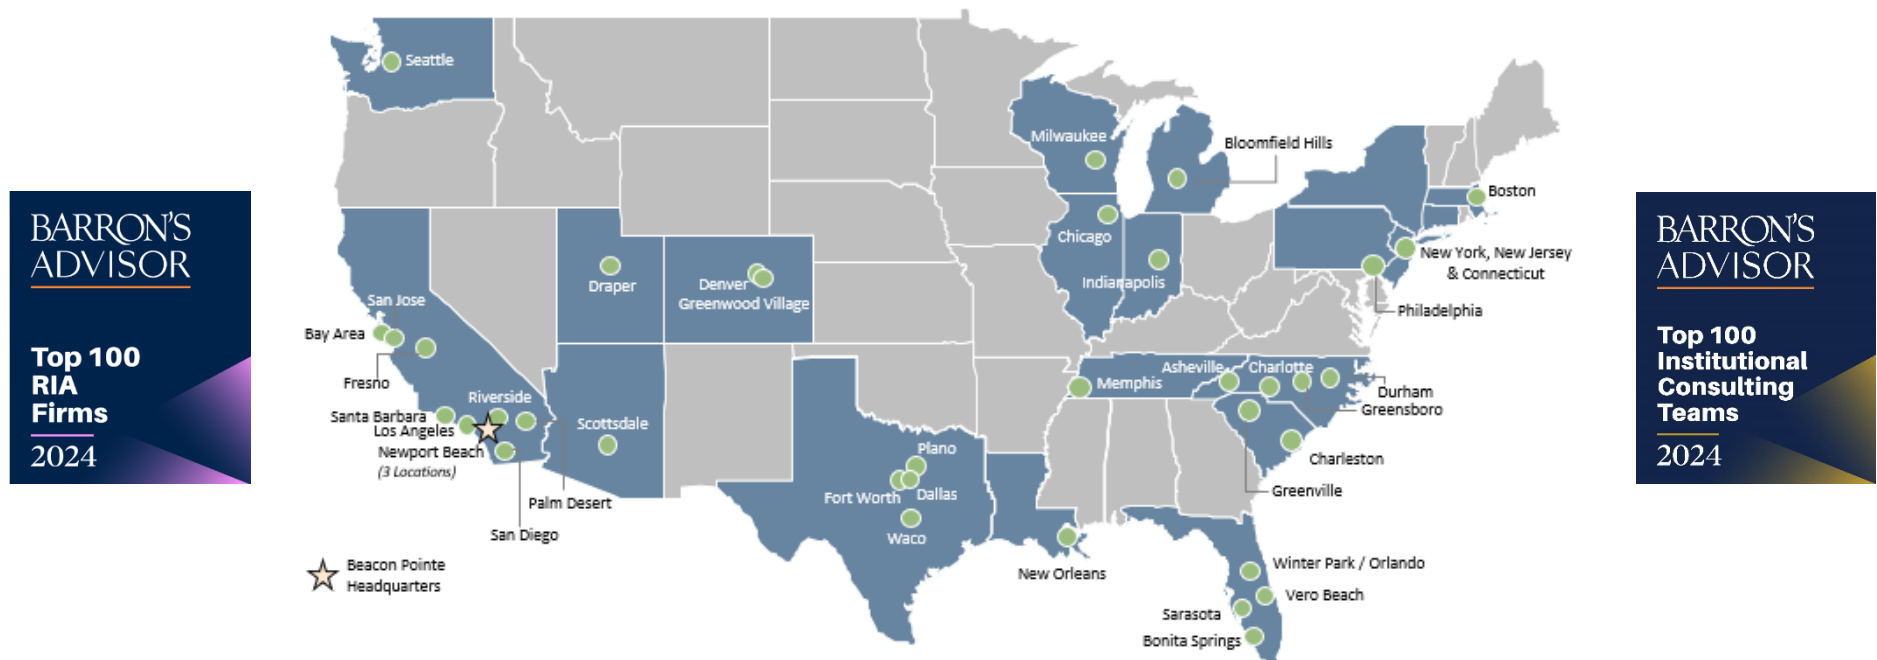 BARRON'S
ADVISOR
Top 100
RIA
Firms
2024
Seattle
Milwaukee
Bloomfield Hills
Boston
Chicago
Indianapolis
New York, New Jersey
& Connecticut
Philadelphia
Draper
Denver
Greenwood Village
San Jose
Bay Area
Fresno
Riverside
Santa Barbara
Los Angeles
Newport Beach
(3 Locations)
Palm Desert
San Diego
Scottsdale
Plano
Fort Worth
Dallas
Waco
New Orleans
Memphis
Asheville
Charlotte
Durham
Greensboro
Charleston
Greenville
Winter Park / Orlando
Vero Beach
Sarasota
Bonita Springs
Beacon Pointe
Headquarters
BARRON'S
ADVISOR
Top 100
Institutional
Consulting
Teams
2024